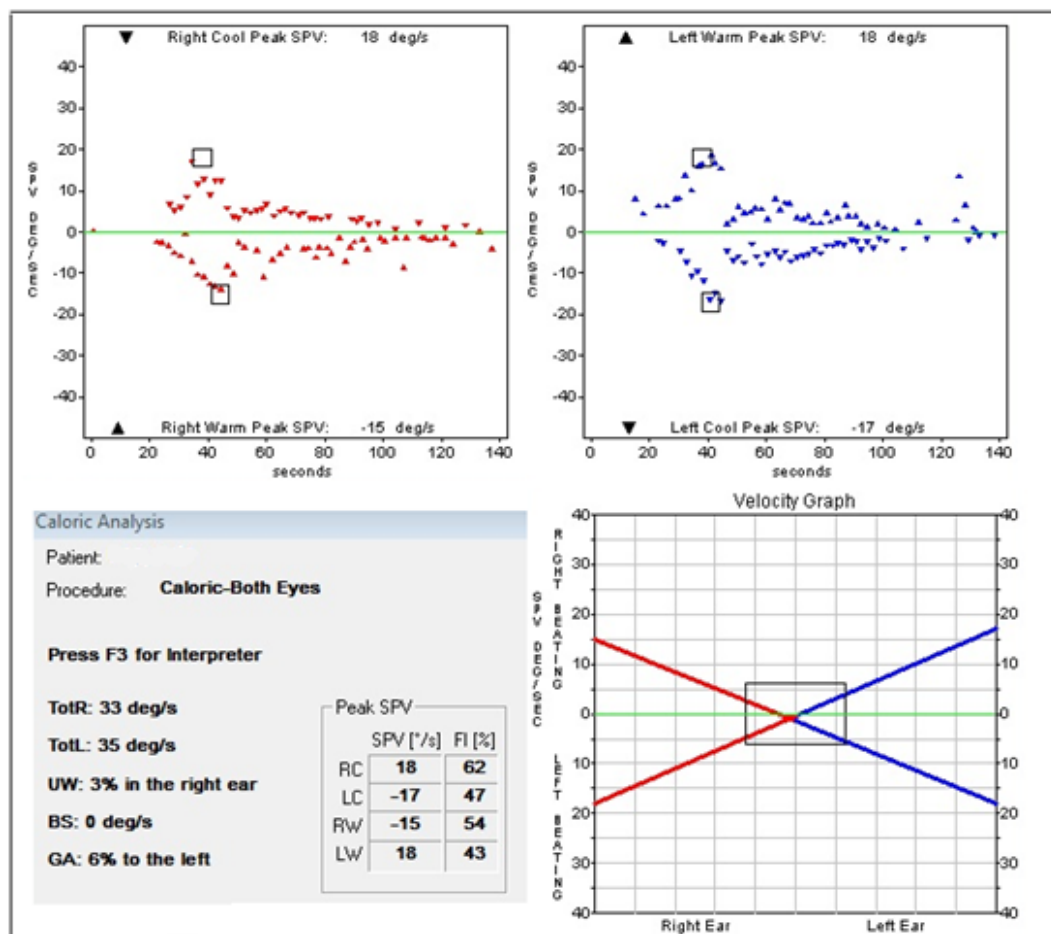 ▼ Right Cool Peak SPV: 18 deg/s
40
30
20
10
0
-10
-20
-30
-40
SPV DEG/SEC
▲ Right Warm Peak SPV: -15 deg/s
0 20 40 60 80 100 120 140
seconds
▲ Left Warm Peak SPV: 18 deg/s
40
30
20
10
0
-10
-20
-30
-40
SPV DEG/SEC
▼ Left Cool Peak SPV: -17 deg/s
0 20 40 60 80 100 120 140
seconds
Caloric Analysis
Patient:
Procedure: Caloric-Both Eyes
Press F3 for Interpreter
TotR: 33 deg/s
TotL: 35 deg/s
UW: 3% in the right ear
BS: 0 deg/s
GA: 6% to the left
Peak SPV
SPV [°/s] FI [%]
RC 18 62
LC -17 47
RW -15 54
LW 18 43
Velocity Graph
SPV DEG/SEC
RIGHT BEATING
LEFT BEATING
40 40
30 30
20 20
10 10
0 0
10 10
20 20
30 30
40 40
Right Ear Left Ear